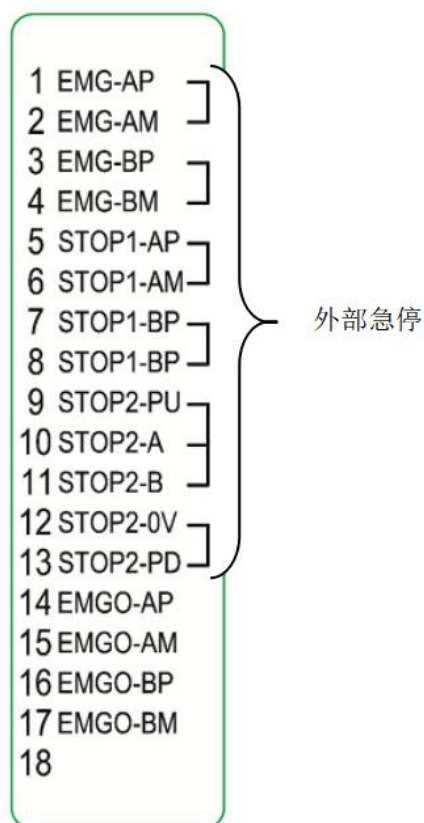 1 EMG-AP
2 EMG-AM
3 EMG-BP
4 EMG-BM
5 STOP1-AP
6 STOP1-AM
7 STOP1-BP
8 STOP1-BP
9 STOP2-PU
10 STOP2-A
11 STOP2-B
12 STOP2-0V
13 STOP2-PD
14 EMGO-AP
15 EMGO-AM
16 EMGO-BP
17 EMGO-BM
18
外部急停